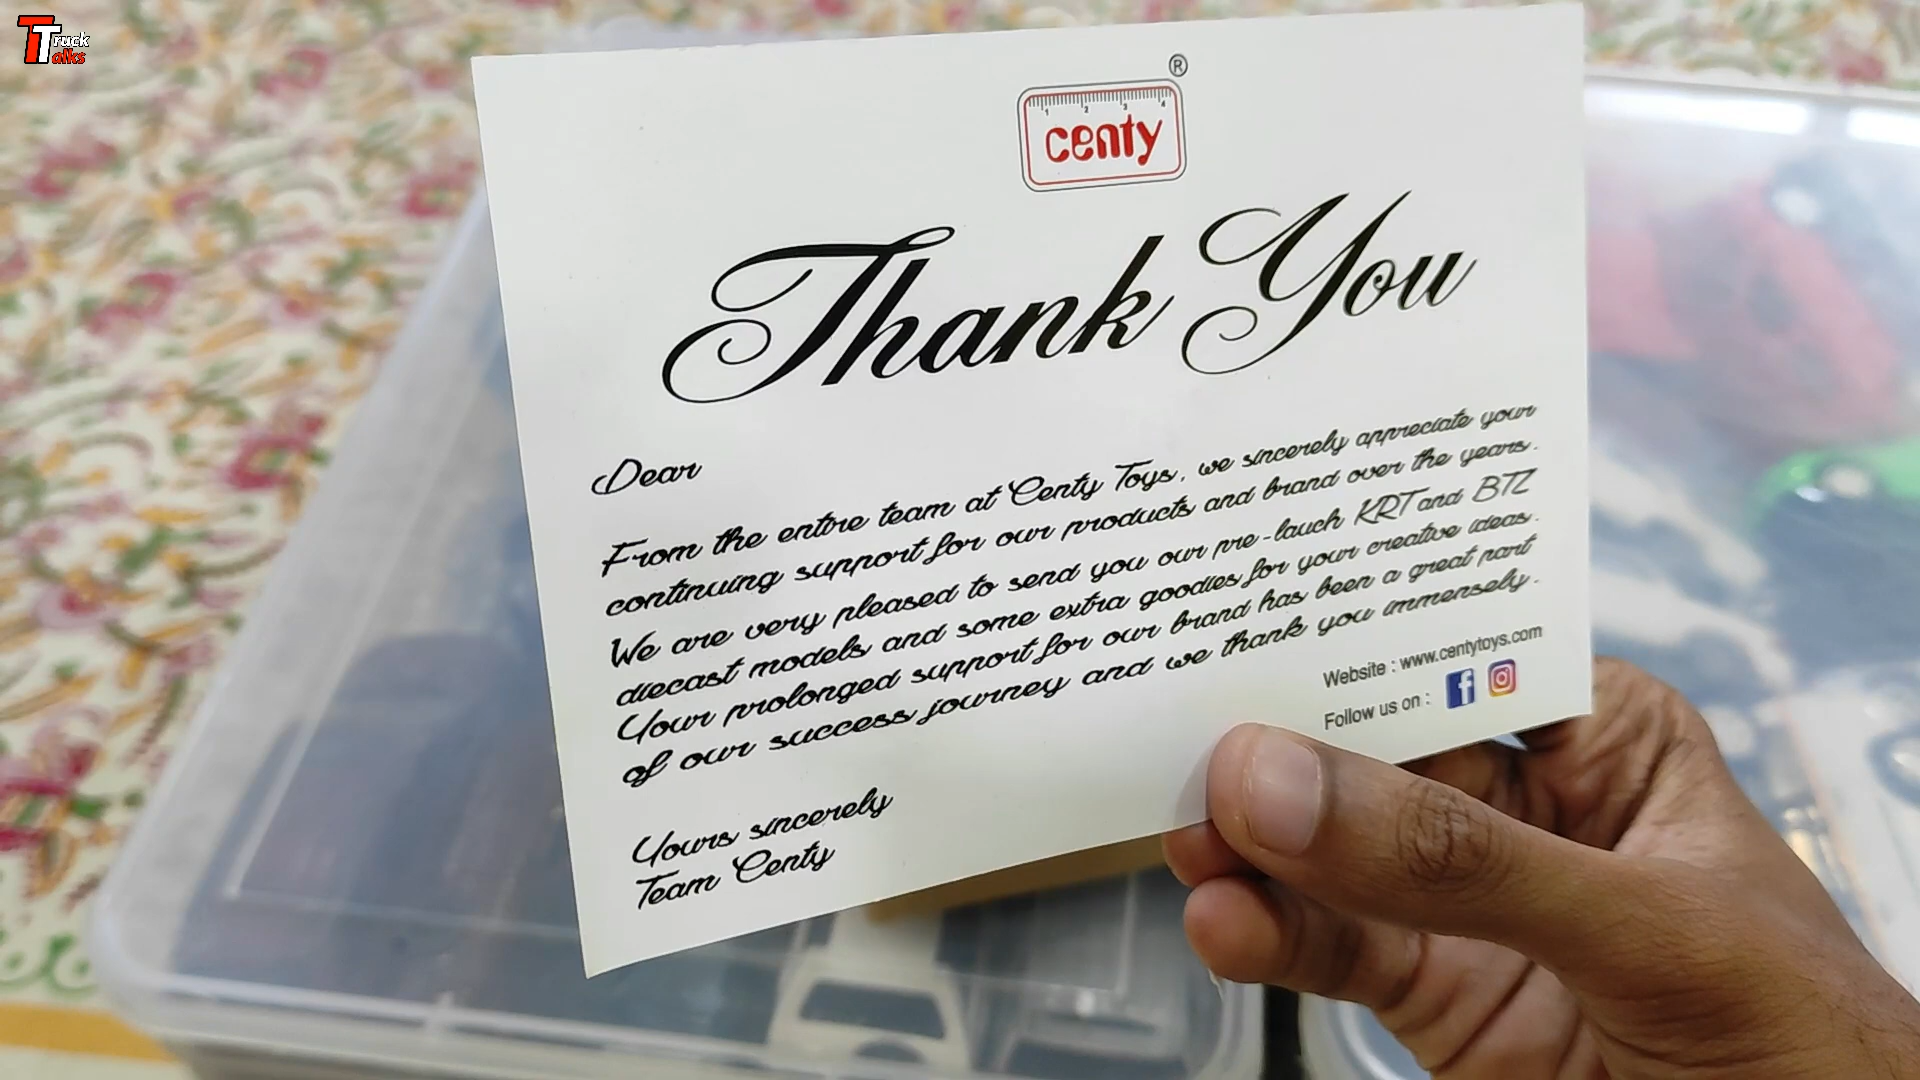 Truck
Talks
®
1 2 3 4
centy
Thank You
Dear
From the entire team at Centy Toys, we sincerely appreciate your
continuing support for our products and brand over the years.
We are very pleased to send you our pre-lauch KRT and BTZ
diecast models and some extra goodies for your creative ideas.
Your prolonged support for our brand has been a great part
of our success journey and we thank you immensely.
Website : www.centytoys.com
Follow us on :
Yours sincerely
Team Centy